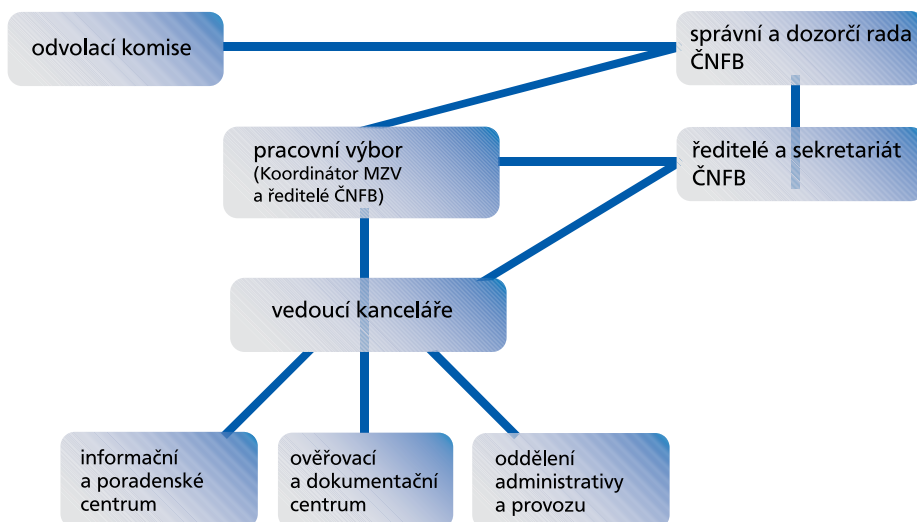 odvolací komise
správní a dozorčí rada
ČNFB
pracovní výbor
(Koordinátor MZV
a ředitelé ČNFB)
ředitelé a sekretariát
ČNFB
vedoucí kanceláře
informační
a poradenské
centrum
ověřovací
a dokumentační
centrum
oddělení
administrativy
a provozu